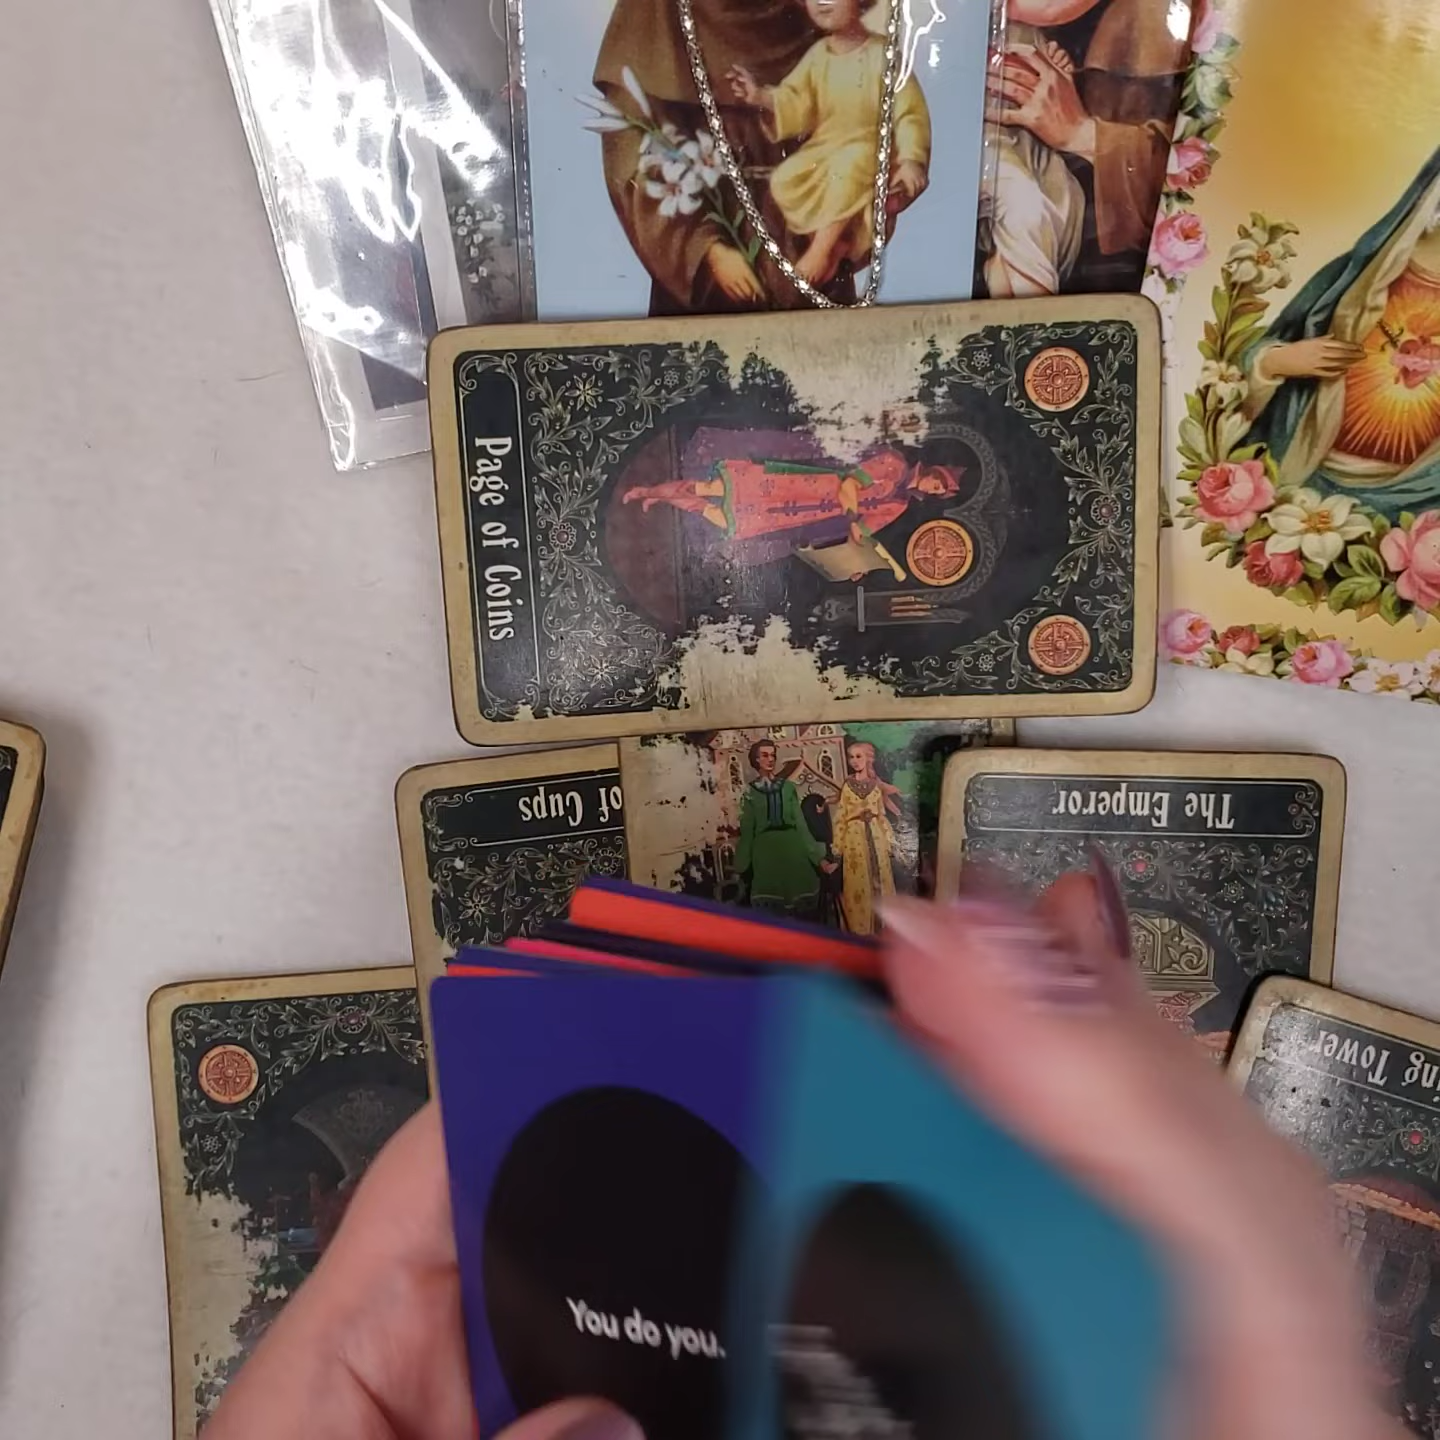 Page of Coins
of Cups
The Emperor
ing Tower
You do you.